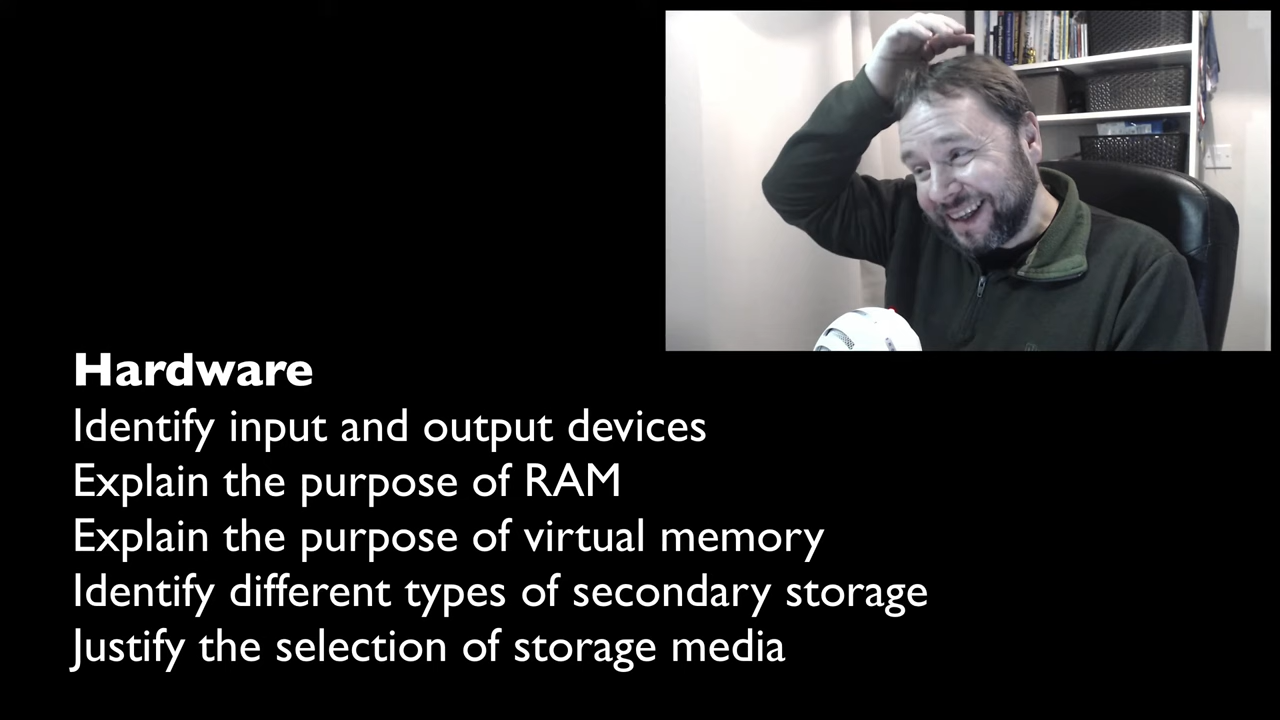 Hardware
Identify input and output devices
Explain the purpose of RAM
Explain the purpose of virtual memory
Identify different types of secondary storage
Justify the selection of storage media